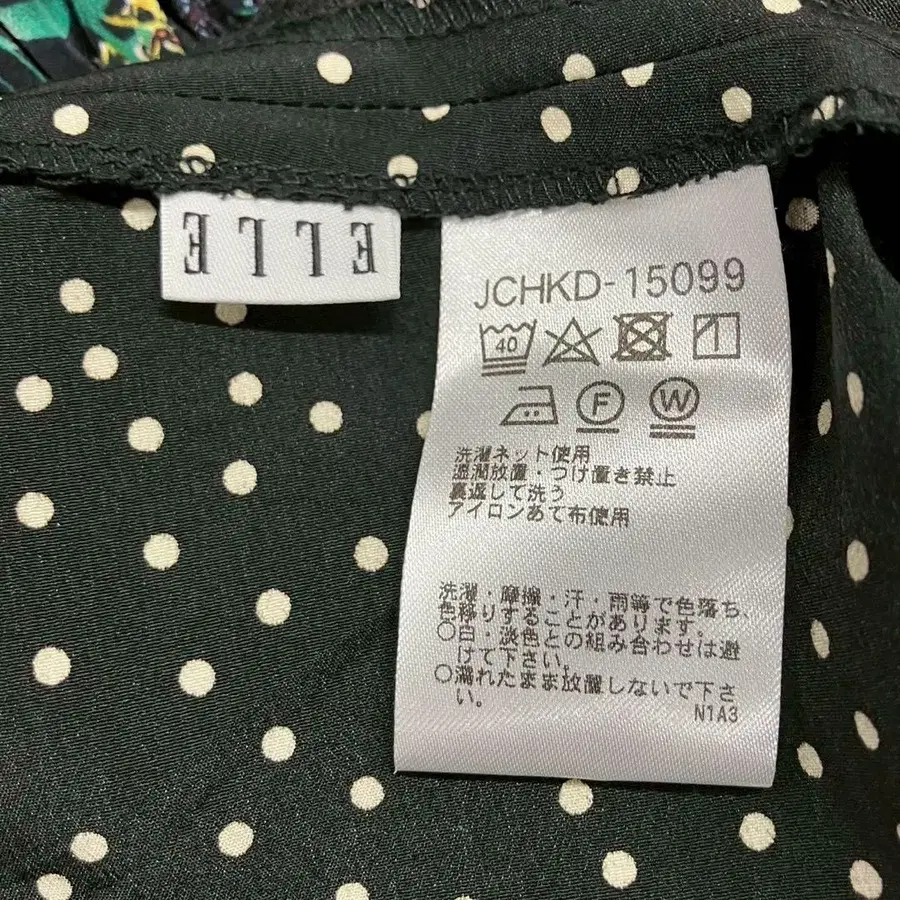 ELLE
JCHKD-15099
40
F W
洗濯ネット使用
湿潤放置・つけ置き禁止
裏返して洗う
アイロンあて布使用
洗濯・摩擦・汗・雨等で色落ち、
色移りすることがあります。
○白・淡色との組み合わせは避
けて下さい。
○濡れたまま放置しないで下さ
い。
N1A3